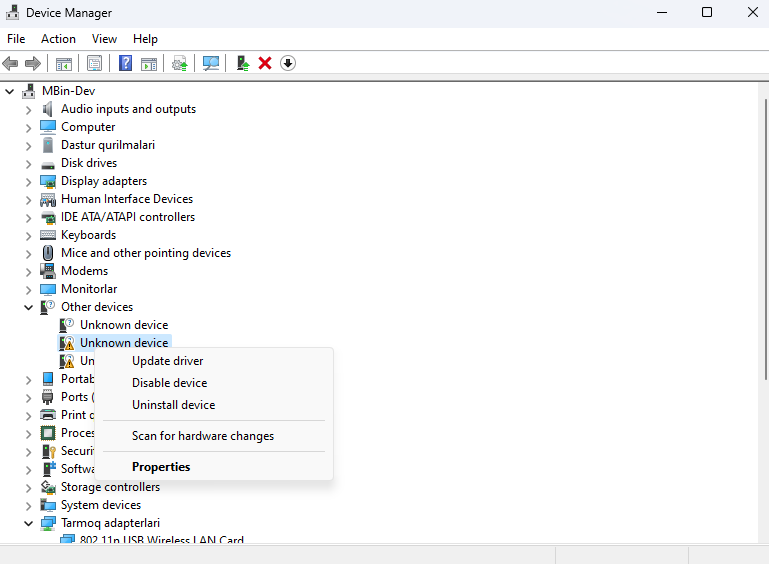 Device Manager
File Action View Help
MBin-Dev
Audio inputs and outputs
Computer
Dastur qurilmalari
Disk drives
Display adapters
Human Interface Devices
IDE ATA/ATAPI controllers
Keyboards
Mice and other pointing devices
Modems
Monitorlar
Other devices
Unknown device
Unknown device
Un
Update driver
Disable device
Uninstall device
Scan for hardware changes
Properties
Portab
Ports (
Print
Proces
Securi
Softwa
Storage controllers
System devices
Tarmoq adapterlari
802.11n USB Wireless LAN Card